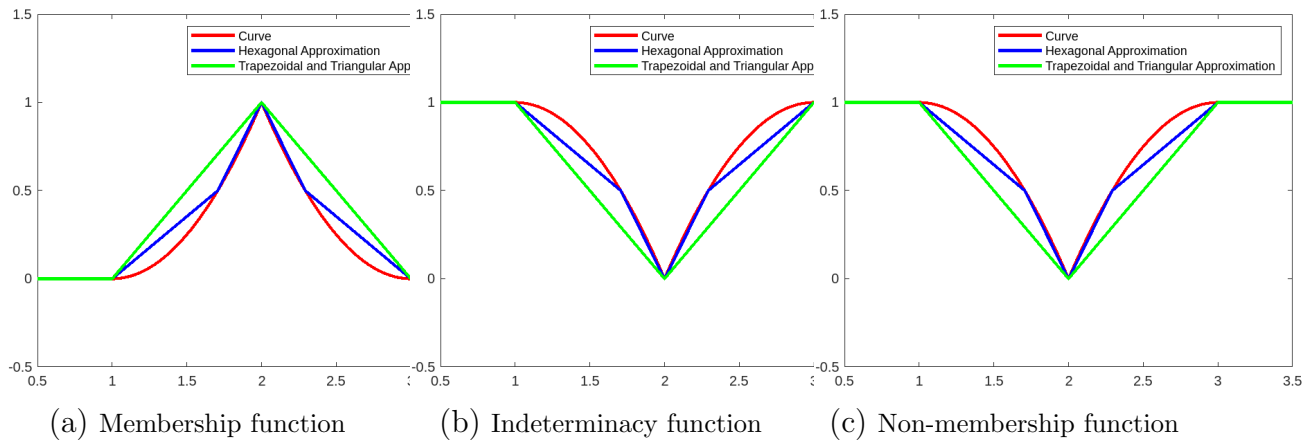 1.5
1
0.5
0
-0.5
0.5 1 1.5 2 2.5 3
Curve
Hexagonal Approximation
Trapezoidal and Triangular App
(a) Membership function
1.5
1
0.5
0
-0.5
0.5 1 1.5 2 2.5 3
Curve
Hexagonal Approximation
Trapezoidal and Triangular App
(b) Indeterminacy function
1.5
1
0.5
0
-0.5
0.5 1 1.5 2 2.5 3 3.5
Curve
Hexagonal Approximation
Trapezoidal and Triangular Approximation
(c) Non-membership function